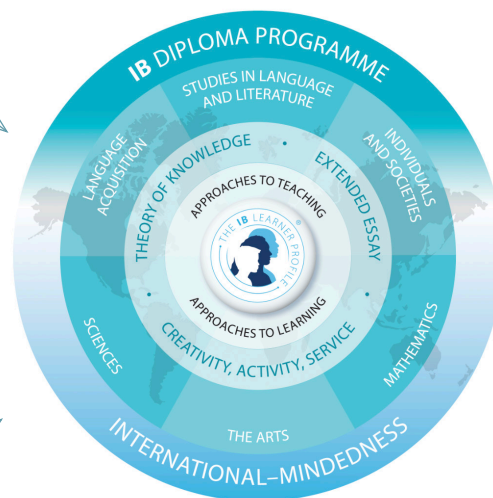 IB DIPLOMA PROGRAMME
STUDIES IN LANGUAGE
AND LITERATURE
LANGUAGE
ACQUISITION
INDIVIDUALS
AND SOCIETIES
THEORY OF KNOWLEDGE
•
EXTENDED ESSAY
APPROACHES TO TEACHING
THE IB LEARNER PROFILE
®
APPROACHES TO LEARNING
•
•
CREATIVITY, ACTIVITY, SERVICE
SCIENCES
MATHEMATICS
THE ARTS
INTERNATIONAL–MINDEDNESS